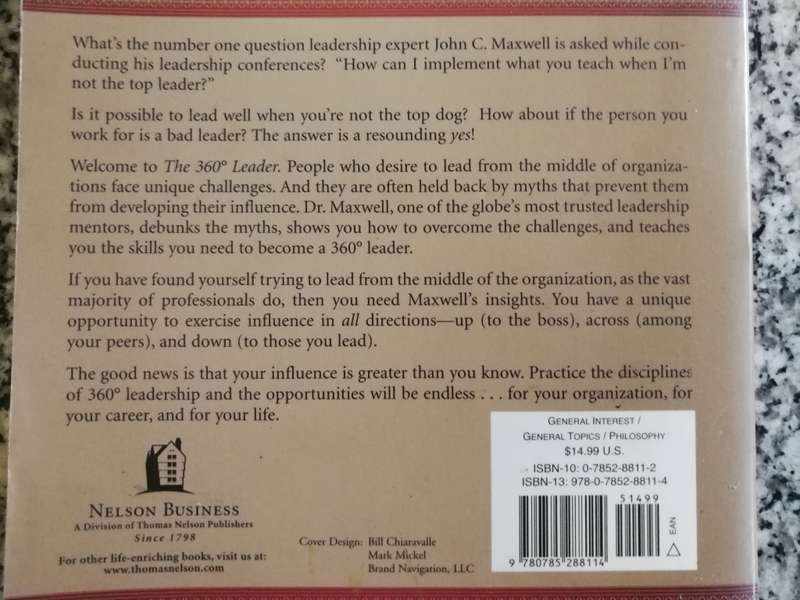 What's the number one question leadership expert John C. Maxwell is asked while con-
ducting his leadership conferences? "How can I implement what you teach when I'm
not the top leader?"
Is it possible to lead well when you're not the top dog? How about if the person you
work for is a bad leader? The answer is a resounding yes!
Welcome to The 360° Leader. People who desire to lead from the middle of organiza-
tions face unique challenges. And they are often held back by myths that prevent them
from developing their influence. Dr. Maxwell, one of the globe's most trusted leadership
mentors, debunks the myths, shows you how to overcome the challenges, and teaches
you the skills you need to become a 360° leader.
If you have found yourself trying to lead from the middle of the organization, as the vast
majority of professionals do, then you need Maxwell's insights. You have a unique
opportunity to exercise influence in all directions—up (to the boss), across (among
your peers), and down (to those you lead).
The good news is that your influence is greater than you know. Practice the disciplines
of 360° leadership and the opportunities will be endless . . . for your organization, for
your career, and for your life.
NELSON BUSINESS
A Division of Thomas Nelson Publishers
Since 1798
For other life-enriching books, visit us at:
www.thomasnelson.com
Cover Design: Bill Chiaravalle
Mark Mickel
Brand Navigation, LLC
GENERAL INTEREST /
GENERAL TOPICS / PHILOSOPHY
$14.99 U.S.
ISBN-10: 0-7852-8811-2
ISBN-13: 978-0-7852-8811-4
51499
EAN
9 780785 288114